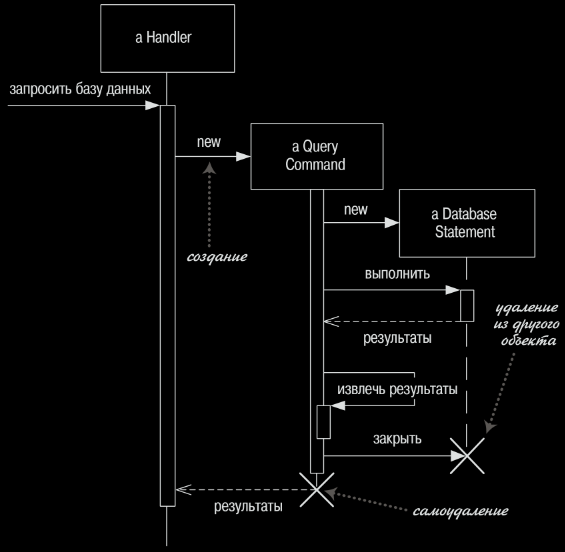 a Handler
запросить базу данных
new
a Query
Command
создание
new
a Database
Statement
выполнить
удаление
из другого
объекта
результаты
извлечь результаты
закрыть
результаты
самоудаление